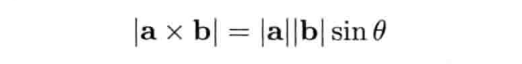 |a × b| = |a||b| sin θ